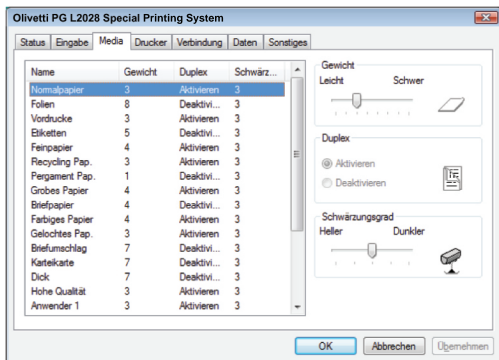 Olivetti PG L2028 Special Printing System
Status Eingabe Media Drucker Verbindung Daten Sonstiges
Name Gewicht Duplex Schwärz...
Normalpapier 3 Aktivieren 3
Folien 8 Deaktivi... 3
Vordrucke 3 Aktivieren 3
Etiketten 5 Deaktivi... 3
Feinpapier 4 Aktivieren 3
Recycling Pap. 3 Aktivieren 3
Pergament Pap. 1 Deaktivi... 3
Grobes Papier 4 Aktivieren 3
Briefpapier 4 Deaktivi... 3
Farbiges Papier 4 Aktivieren 3
Gelochtes Pap. 3 Aktivieren 3
Briefumschlag 7 Deaktivi... 3
Karteikarte 7 Deaktivi... 3
Dick 7 Deaktivi... 3
Hohe Qualität 3 Aktivieren 3
Anwender 1 3 Aktivieren 3
Gewicht
Leicht Schwer
Duplex
Aktivieren
Deaktivieren
Schwärzungsgrad
Heller Dunkler
OK Abbrechen Übernehmen